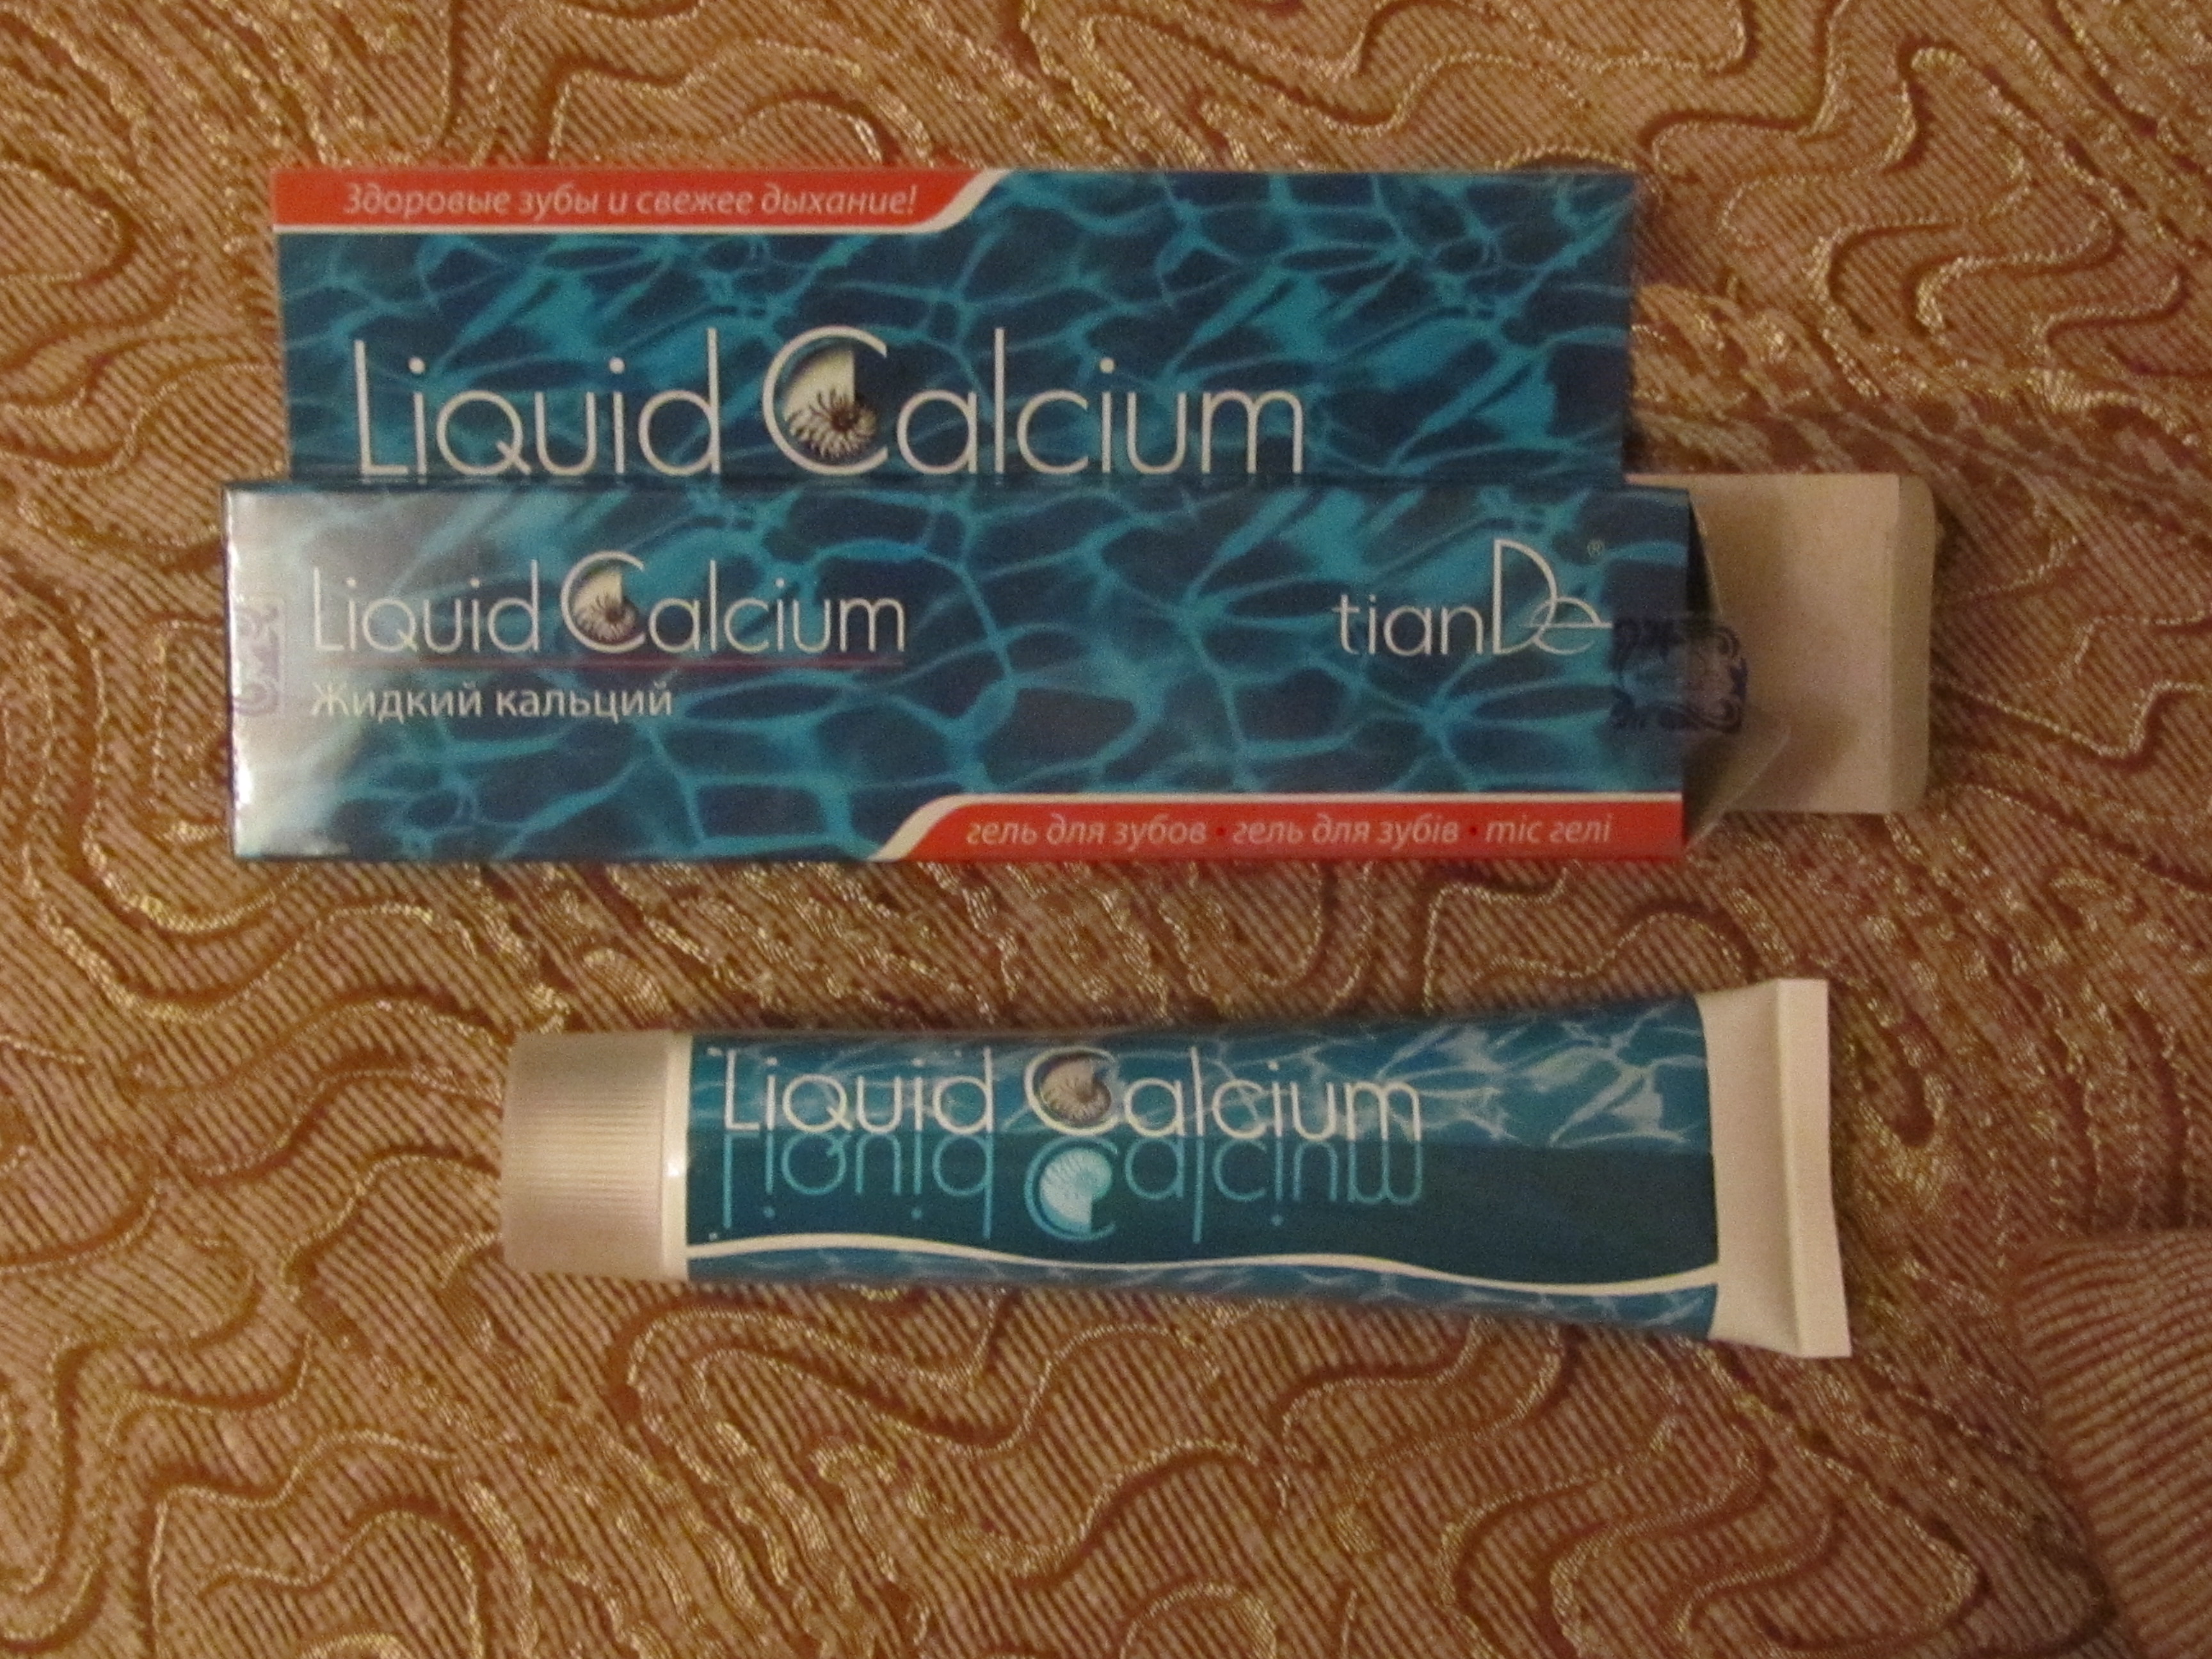 Здоровые зубы и свежее дыхание!
Liquid Calcium
Liquid Calcium
tianDe®
Жидкий кальций
гель для зубов • гель для зубів • тіс гелі
Liquid Calcium
Liquid Calcium